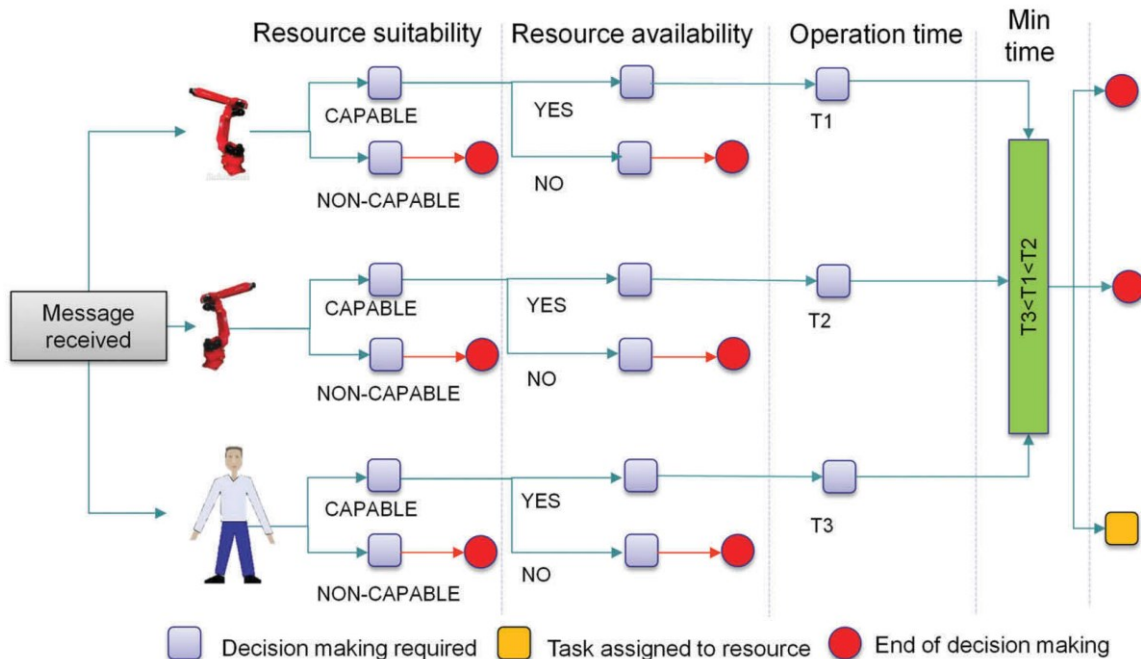 Resource suitability
Resource availability
Operation time
Min
time
CAPABLE
YES
T1
NON-CAPABLE
NO
Message
received
CAPABLE
YES
T2
NON-CAPABLE
NO
T3<T1<T2
CAPABLE
YES
T3
NON-CAPABLE
NO
Decision making required
Task assigned to resource
End of decision making